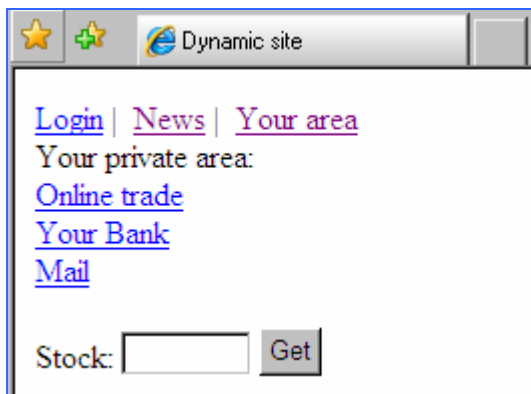 Dynamic site
Login | News | Your area
Your private area:
Online trade
Your Bank
Mail
Stock: Get